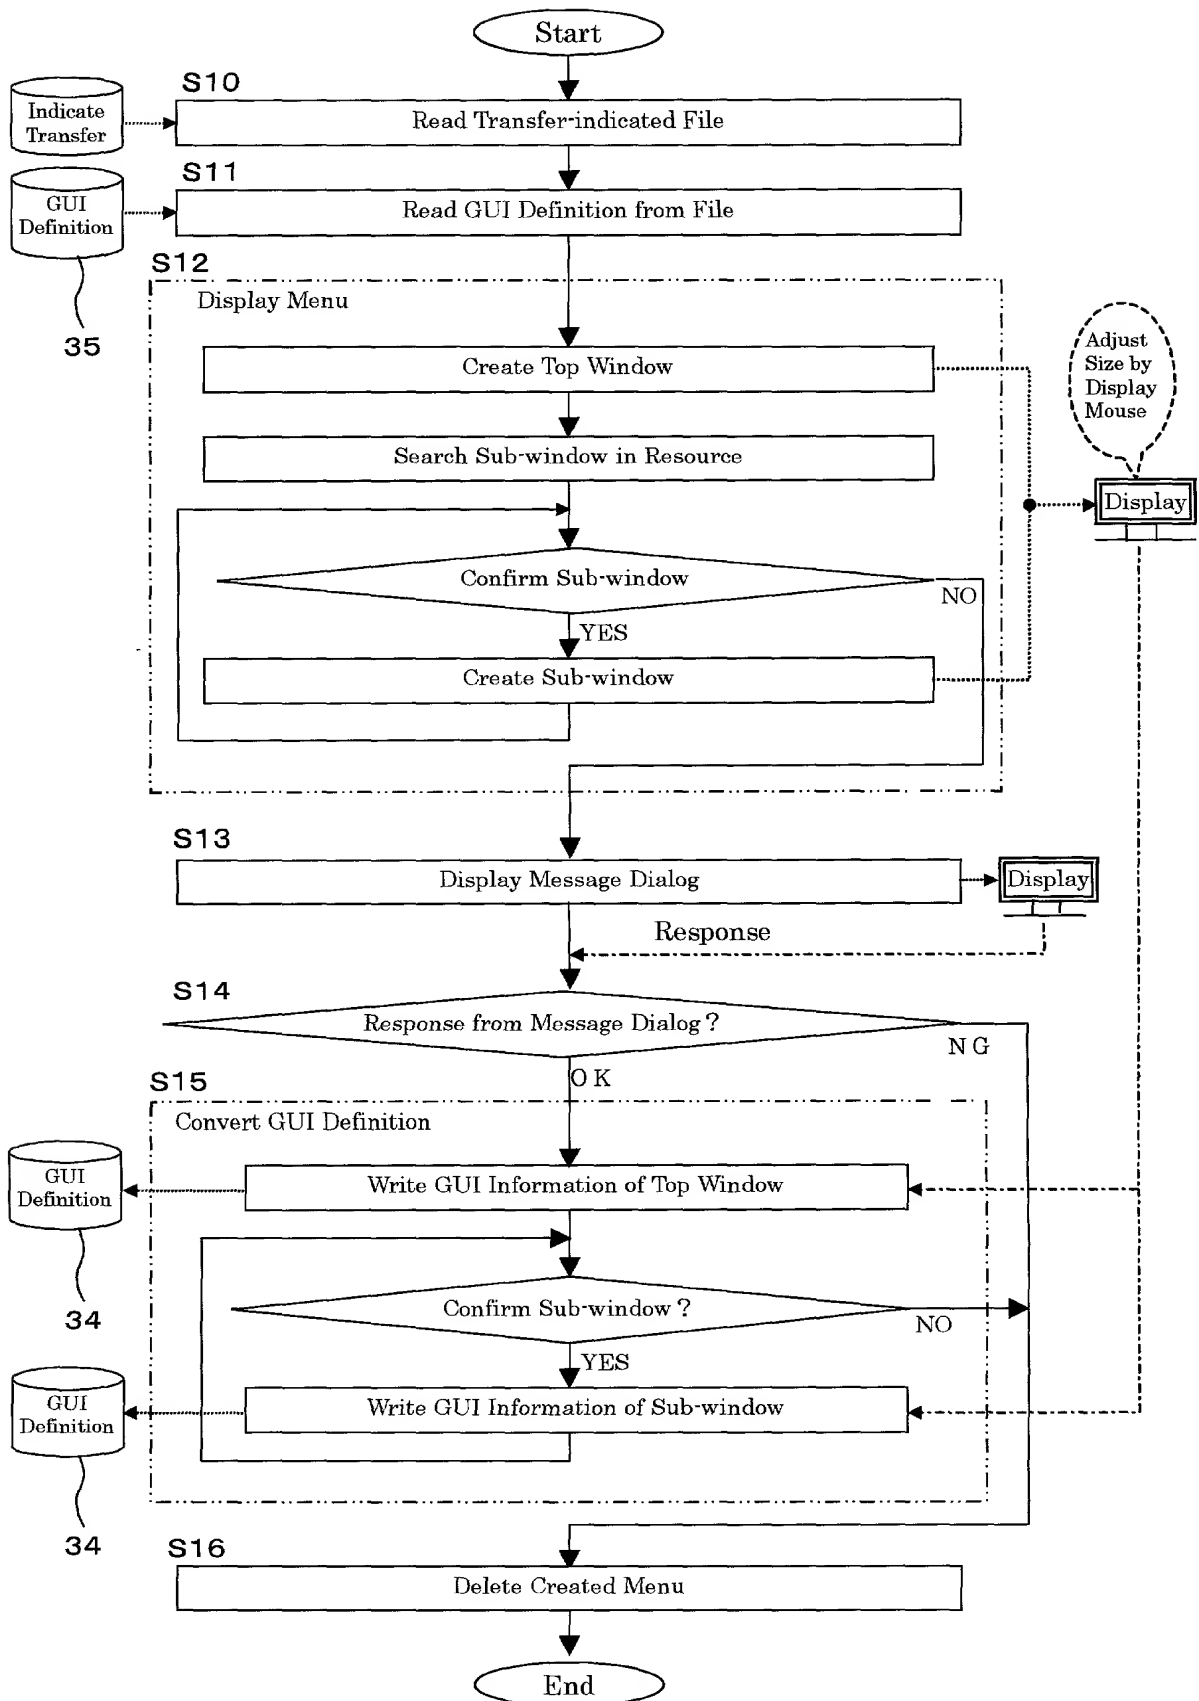 Start
S10
Indicate
Transfer
Read Transfer-indicated File
S11
GUI
Definition
Read GUI Definition from File
35
S12
Display Menu
Create Top Window
Adjust
Size by
Display
Mouse
Search Sub-window in Resource
Display
Confirm Sub-window
NO
YES
Create Sub-window
S13
Display Message Dialog
Display
Response
S14
Response from Message Dialog?
NG
OK
S15
Convert GUI Definition
GUI
Definition
Write GUI Information of Top Window
34
Confirm Sub-window?
NO
YES
GUI
Definition
Write GUI Information of Sub-window
34
S16
Delete Created Menu
End